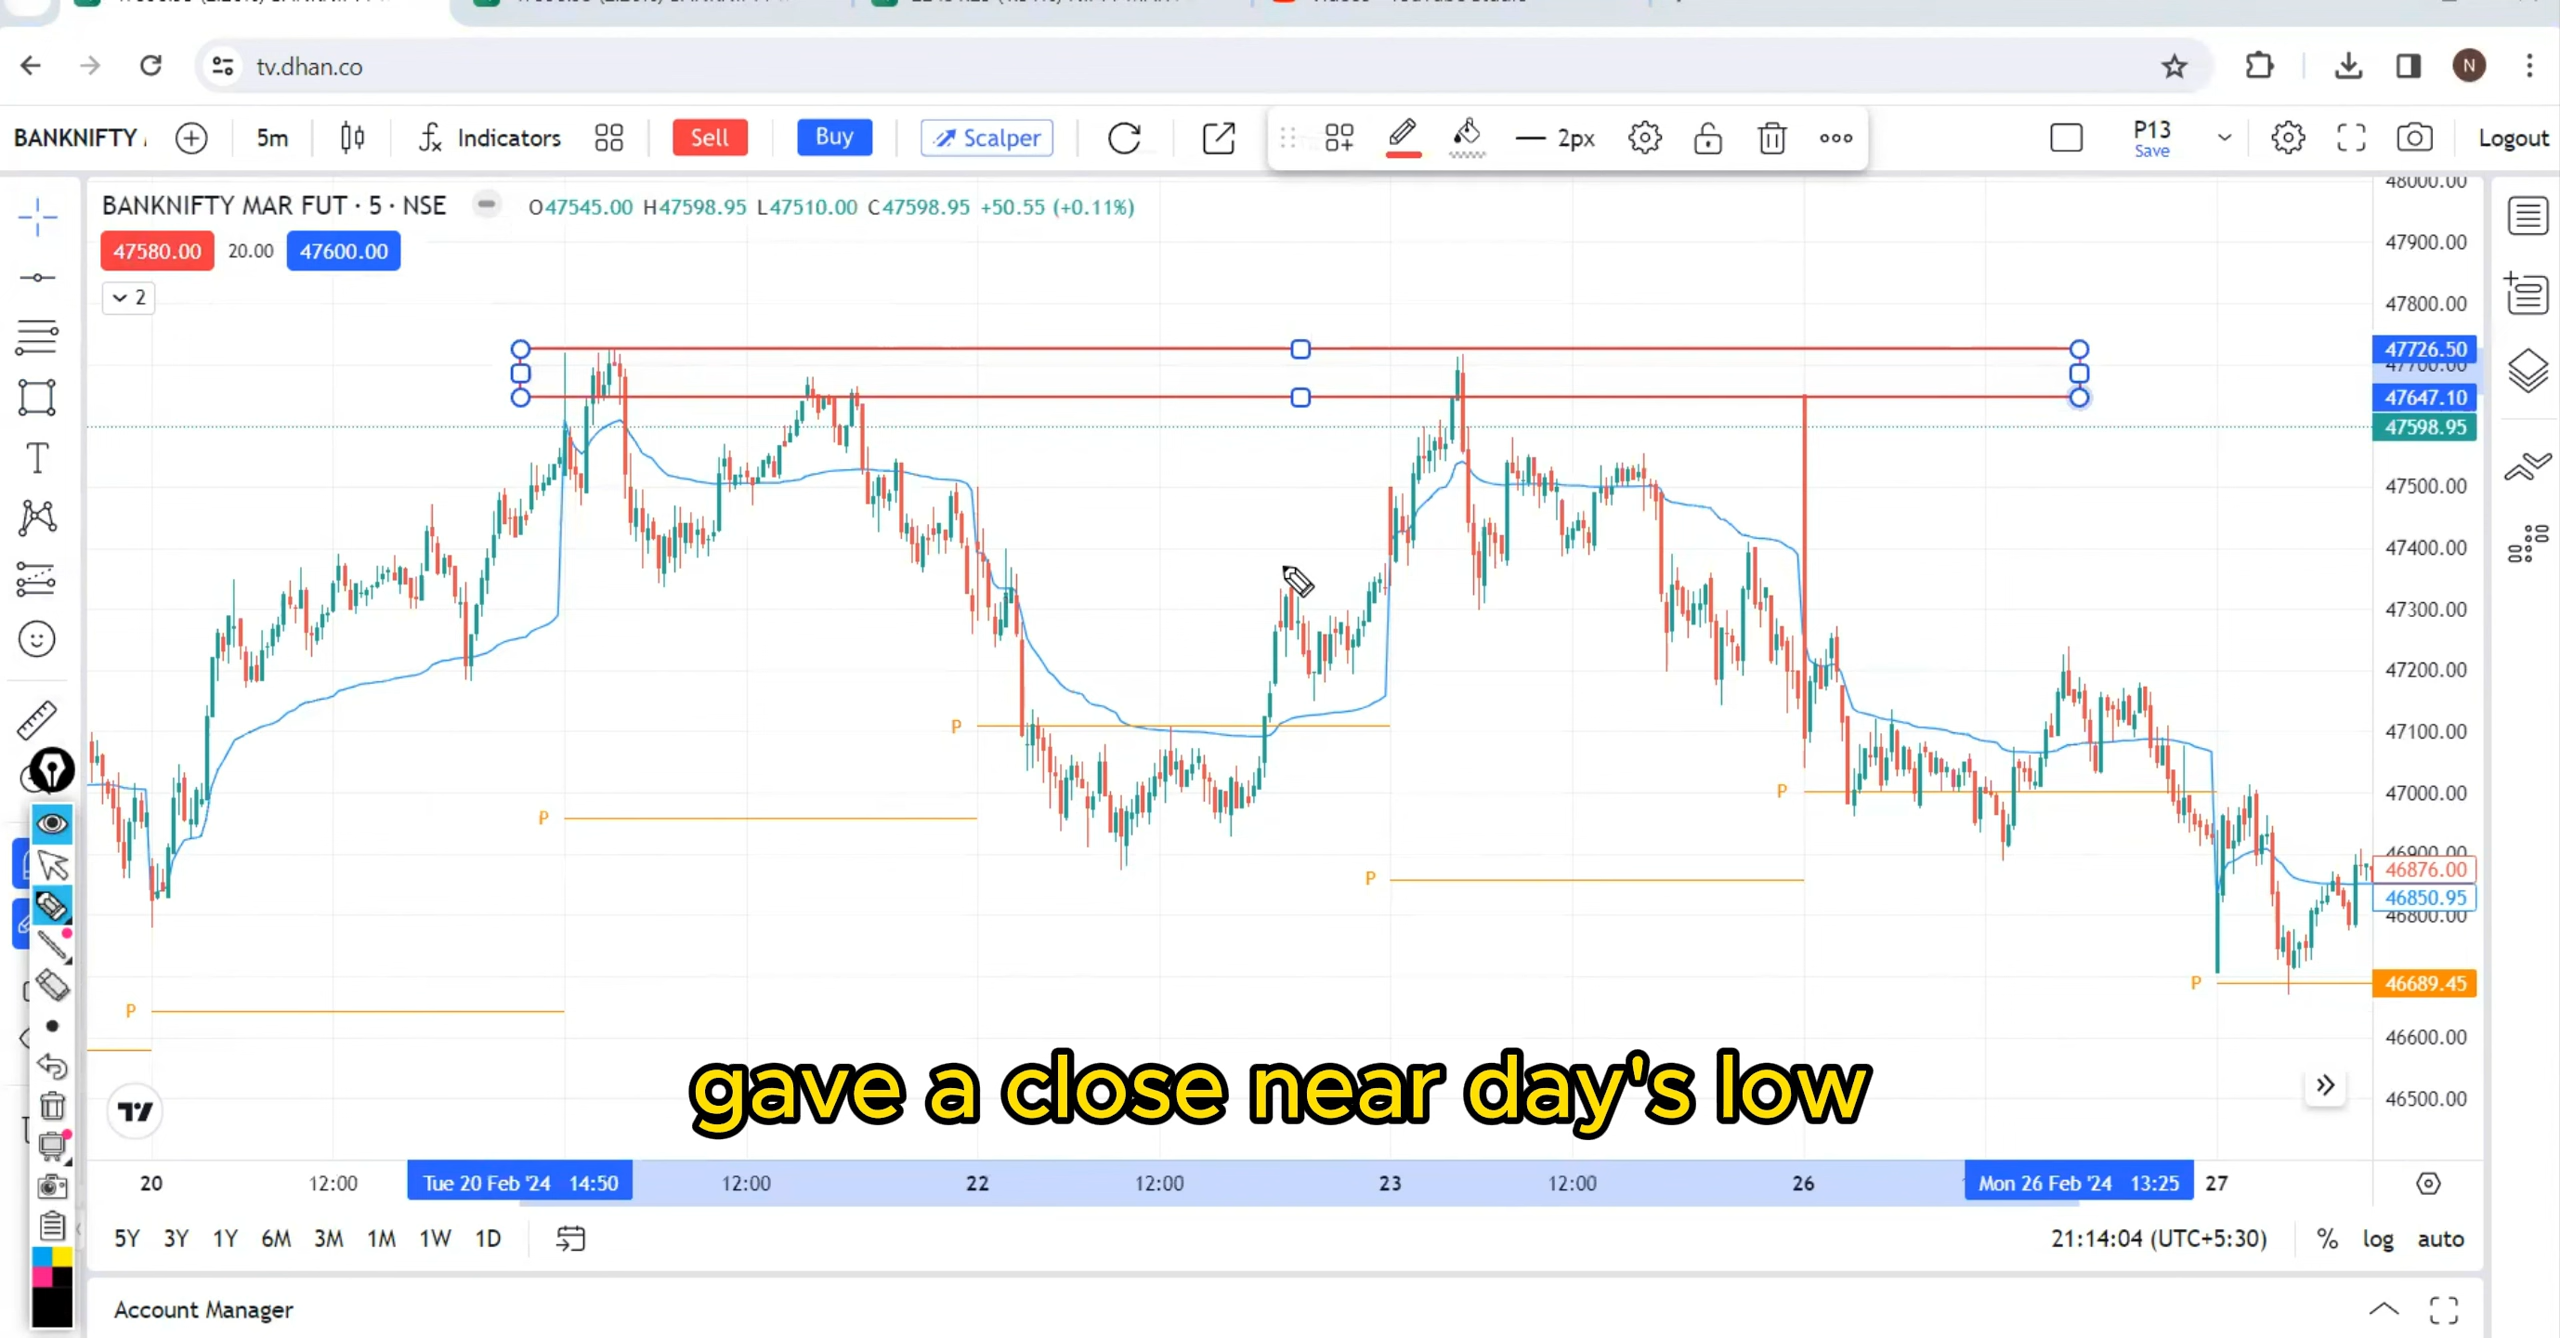 tv.dhan.co
BANKNIFTY
5m
Indicators
Sell
Buy
Scalper
2px
P13
Save
Logout
BANKNIFTY MAR FUT · 5 · NSE
O47545.00 H47598.95 L47510.00 C47598.95 +50.55 (+0.11%)
47580.00
20.00
47600.00
2
48000.00
47900.00
47800.00
47726.50
47700.00
47647.10
47598.95
47500.00
47400.00
47300.00
47200.00
47100.00
47000.00
46900.00
46876.00
46850.95
46800.00
46689.45
46600.00
46500.00
P
P
P
P
P
P
gave a close near day's low
20
12:00
Tue 20 Feb '24 14:50
12:00
22
12:00
23
12:00
26
Mon 26 Feb '24 13:25
27
5Y 3Y 1Y 6M 3M 1M 1W 1D
21:14:04 (UTC+5:30)
% log auto
Account Manager
N